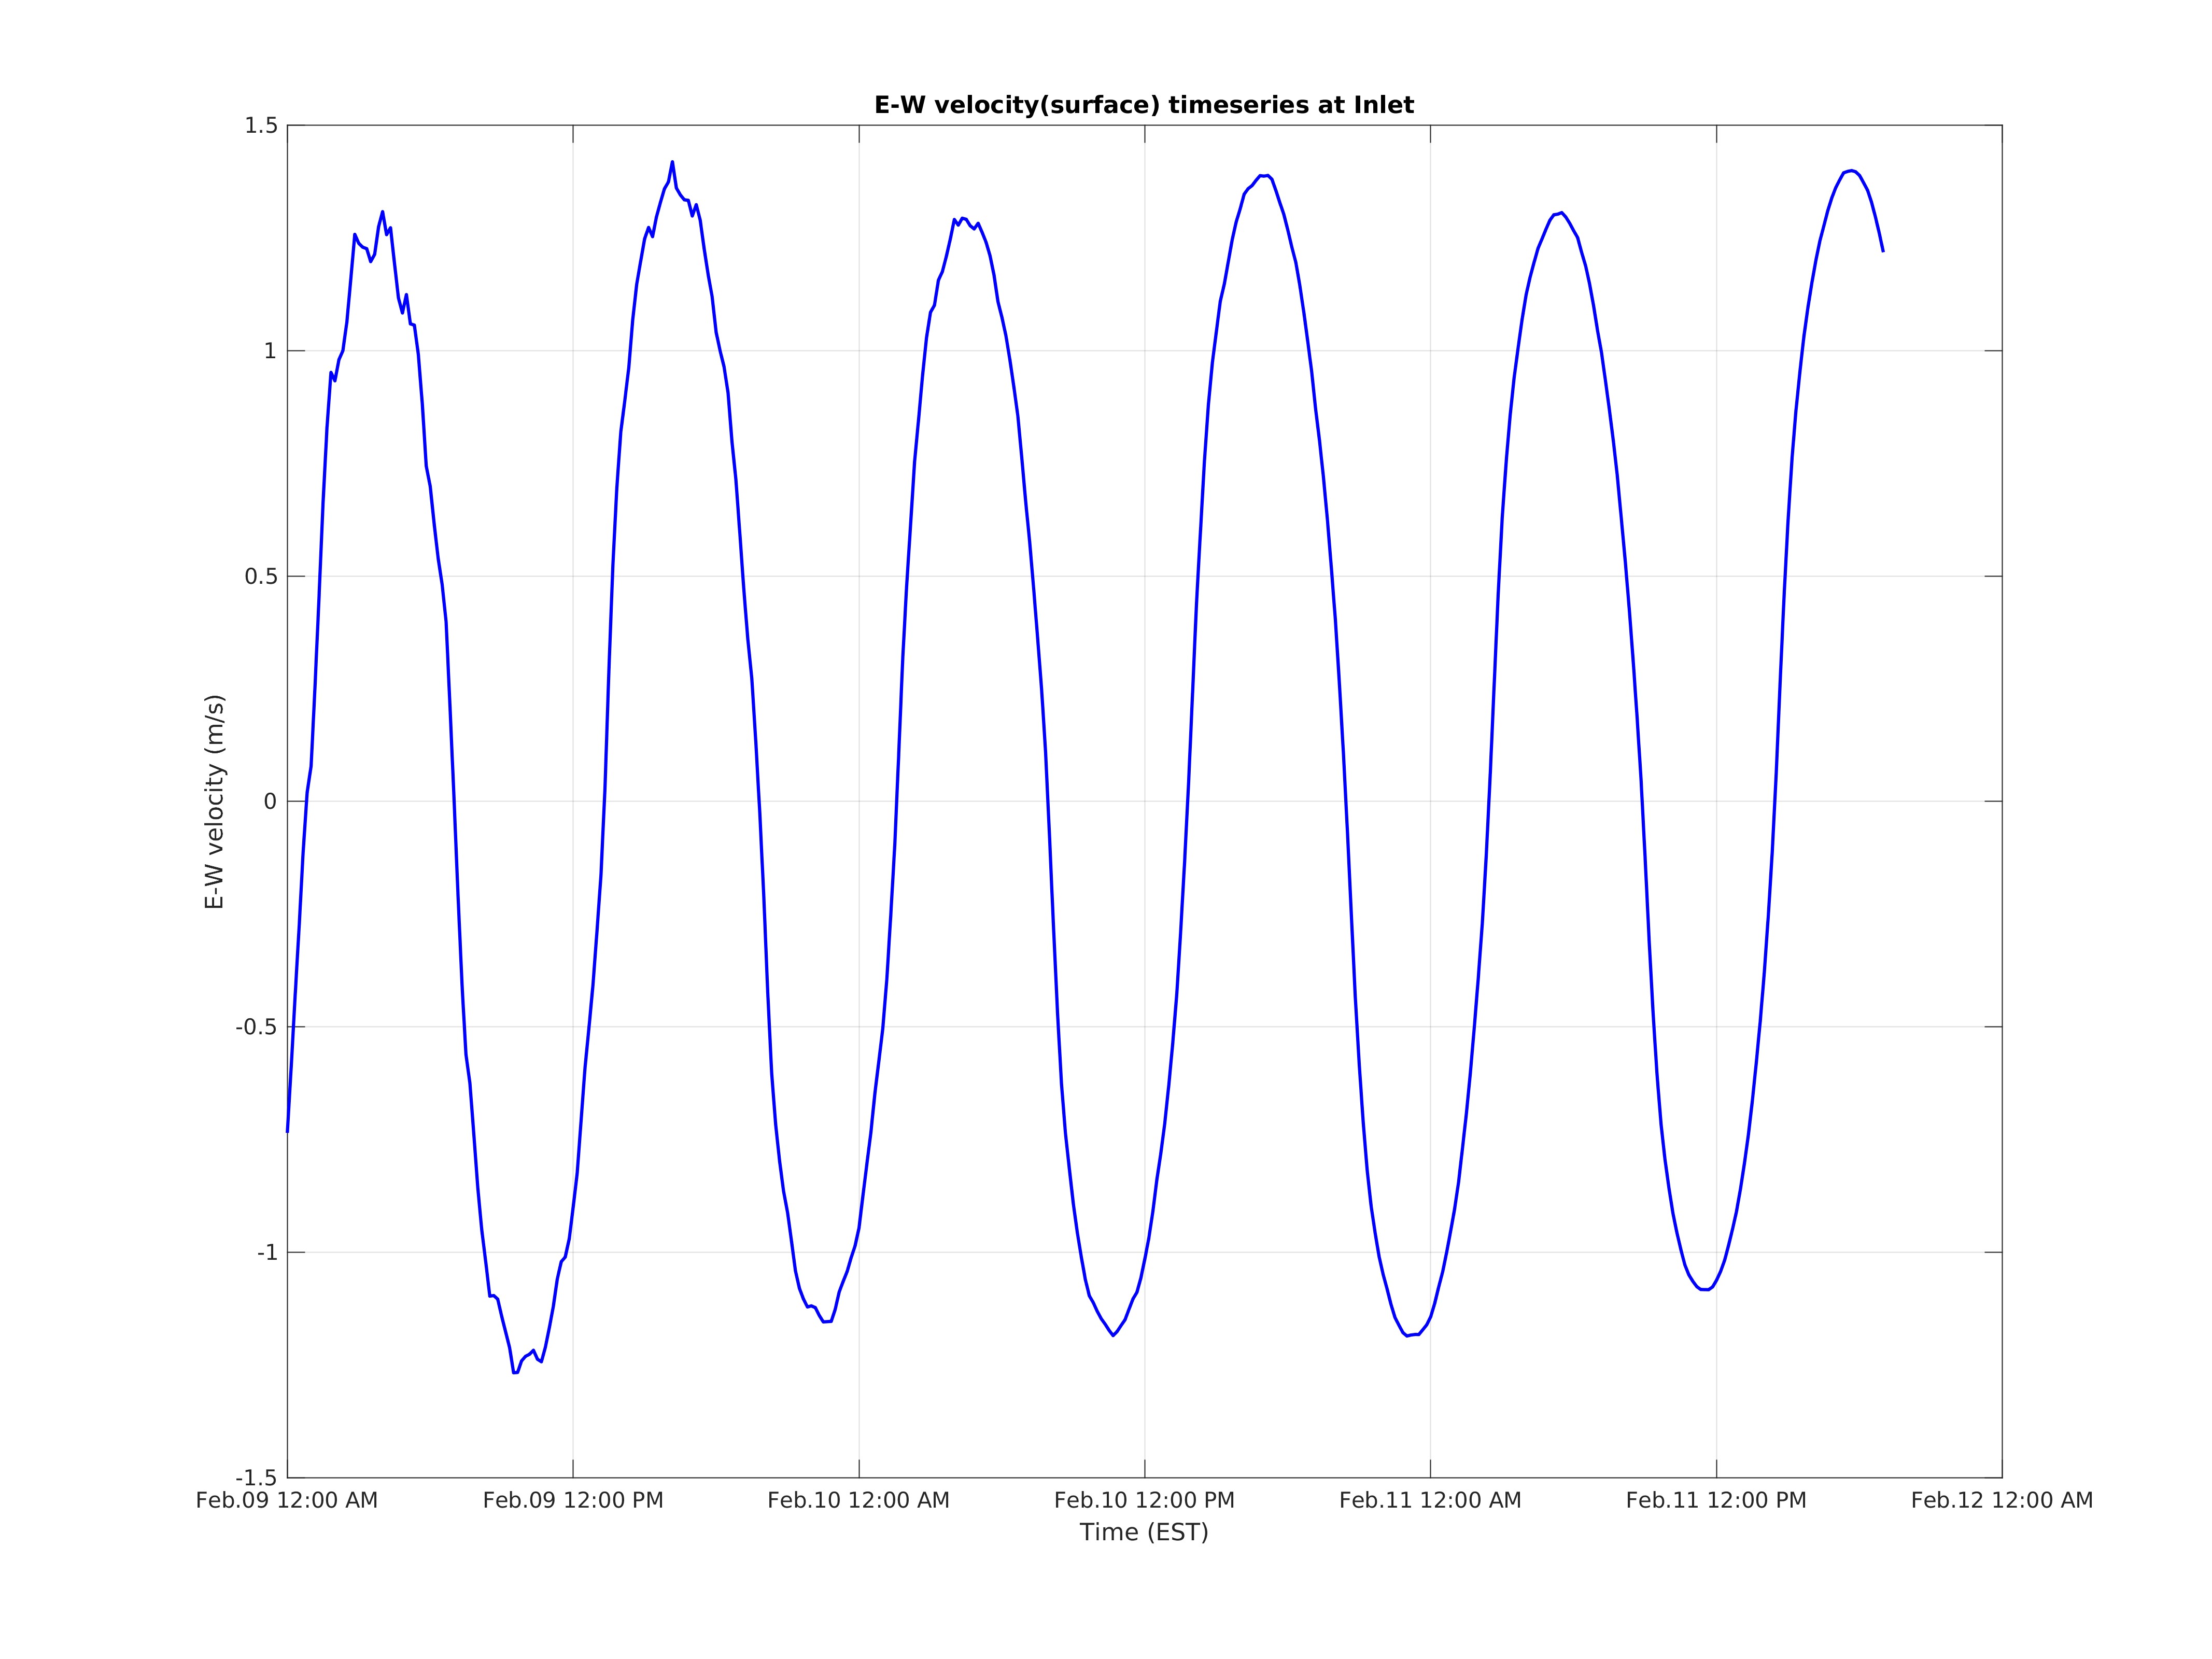 E-W velocity(surface) timeseries at Inlet
1.5
1
0.5
0
-0.5
-1
-1.5
E-W velocity (m/s)
Feb.09 12:00 AM Feb.09 12:00 PM Feb.10 12:00 AM Feb.10 12:00 PM Feb.11 12:00 AM Feb.11 12:00 PM Feb.12 12:00 AM
Time (EST)